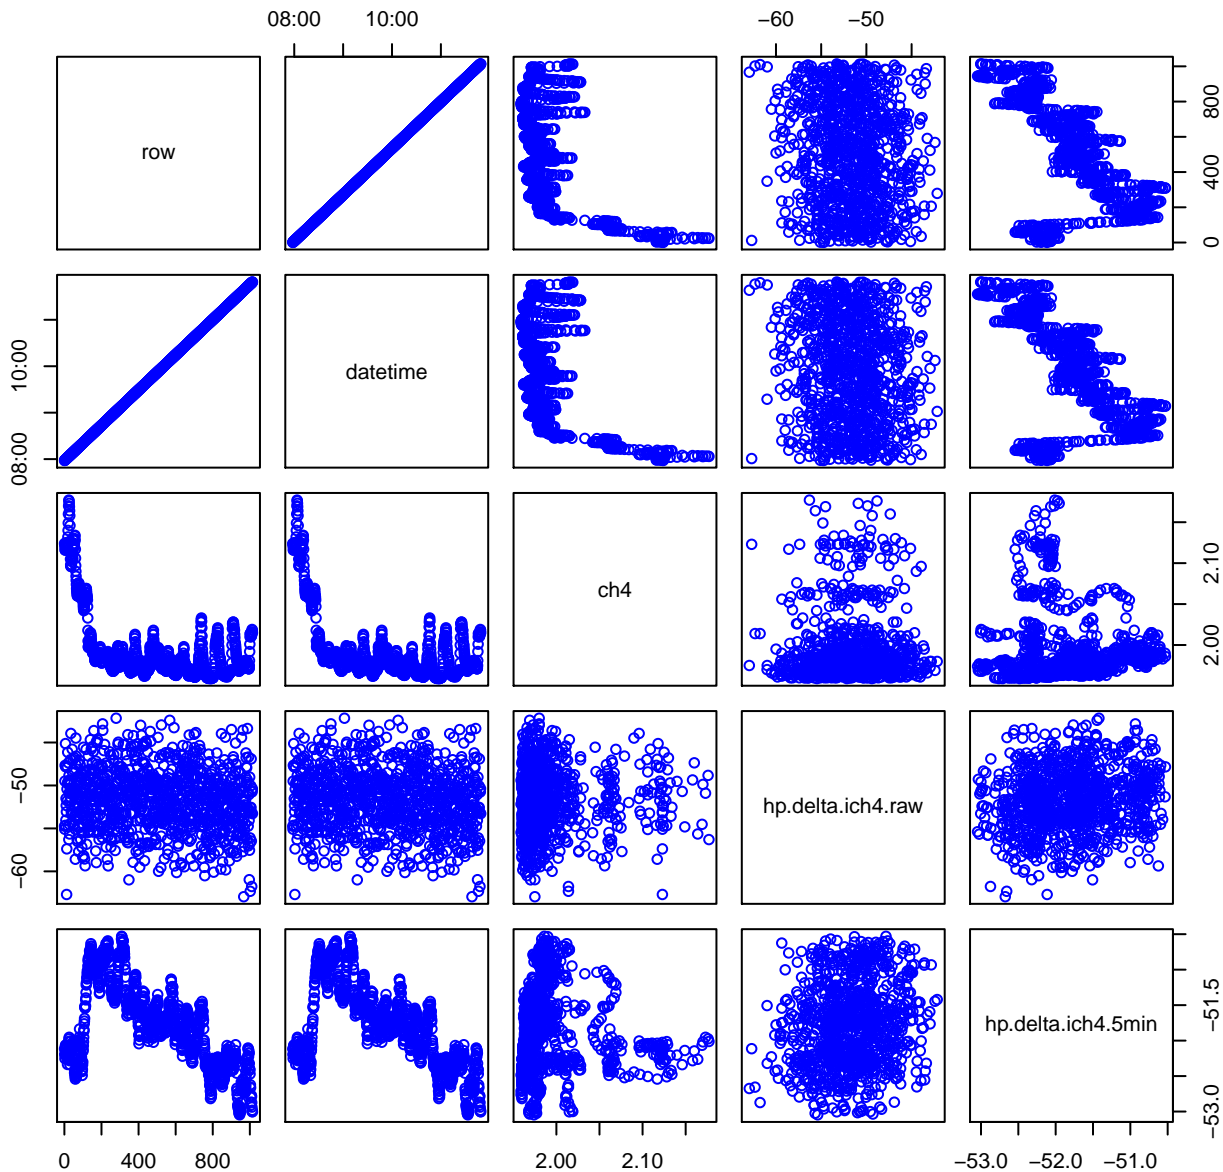 08:00 10:00 −60 −50
row
0 400 800
08:00 10:00
datetime
ch4
2.00 2.10
−60 −50
hp.delta.ich4.raw
hp.delta.ich4.5min
−53.0 −51.5
0 400 800 2.00 2.10 −53.0 −52.0 −51.0